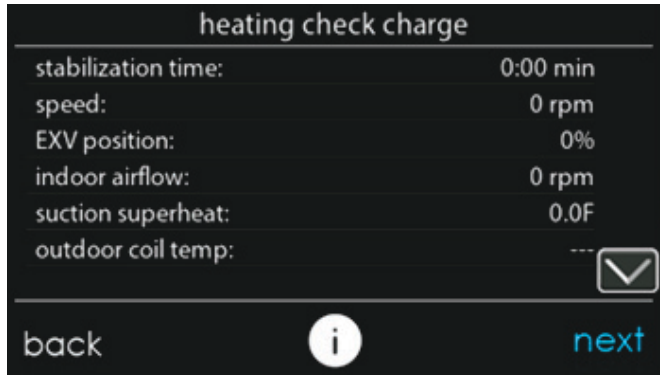 heating check charge
stabilization time: 0:00 min
speed: 0 rpm
EXV position: 0%
indoor airflow: 0 rpm
suction superheat: 0.0F
outdoor coil temp: ---
back i next